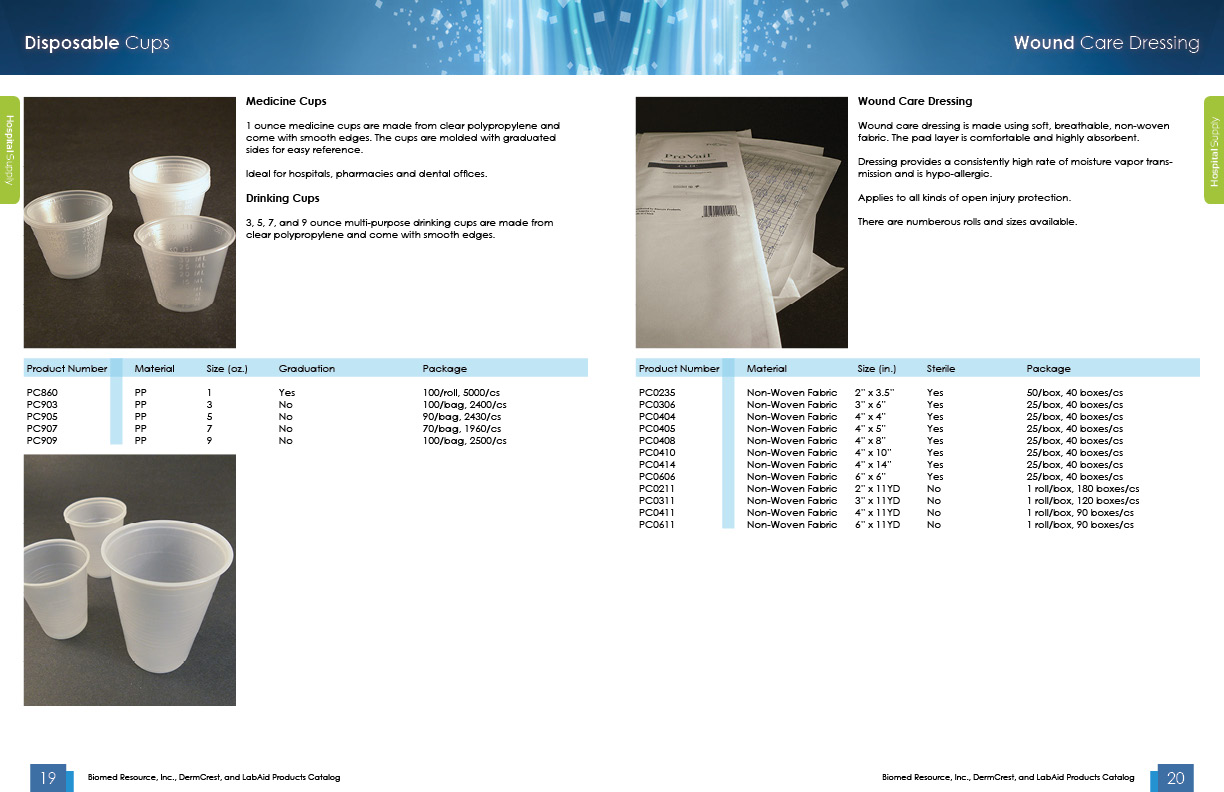 Disposable Cups
Hospital Supply
Medicine Cups
1 ounce medicine cups are made from clear polypropylene and
come with smooth edges. The cups are molded with graduated
sides for easy reference.
Ideal for hospitals, pharmacies and dental offices.
Drinking Cups
3, 5, 7, and 9 ounce multi-purpose drinking cups are made from
clear polypropylene and come with smooth edges.
Product Number Material Size (oz.) Graduation Package
PC860 PP 1 Yes 100/roll, 5000/cs
PC903 PP 3 No 100/bag, 2400/cs
PC905 PP 5 No 90/bag, 2430/cs
PC907 PP 7 No 70/bag, 1960/cs
PC909 PP 9 No 100/bag, 2500/cs
19
Biomed Resource, Inc., DermCrest, and LabAid Products Catalog
Wound Care Dressing
Hospital Supply
ProVail
Wound Care Dressing
Wound care dressing is made using soft, breathable, non-woven
fabric. The pad layer is comfortable and highly absorbent.
Dressing provides a consistently high rate of moisture vapor trans-
mission and is hypo-allergic.
Applies to all kinds of open injury protection.
There are numberous rolls and sizes available.
Product Number Material Size (in.) Sterile Package
PC0235 Non-Woven Fabric 2" x 3.5" Yes 50/box, 40 boxes/cs
PC0306 Non-Woven Fabric 3" x 6" Yes 25/box, 40 boxes/cs
PC0404 Non-Woven Fabric 4" x 4" Yes 25/box, 40 boxes/cs
PC0405 Non-Woven Fabric 4" x 5" Yes 25/box, 40 boxes/cs
PC0408 Non-Woven Fabric 4" x 8" Yes 25/box, 40 boxes/cs
PC0410 Non-Woven Fabric 4" x 10" Yes 25/box, 40 boxes/cs
PC0414 Non-Woven Fabric 4" x 14" Yes 25/box, 40 boxes/cs
PC0606 Non-Woven Fabric 6" x 6" Yes 25/box, 40 boxes/cs
PC0211 Non-Woven Fabric 2" x 11YD No 1 roll/box, 180 boxes/cs
PC0311 Non-Woven Fabric 3" x 11YD No 1 roll/box, 120 boxes/cs
PC0411 Non-Woven Fabric 4" x 11YD No 1 roll/box, 90 boxes/cs
PC0611 Non-Woven Fabric 6" x 11YD No 1 roll/box, 90 boxes/cs
Biomed Resource, Inc., DermCrest, and LabAid Products Catalog
20